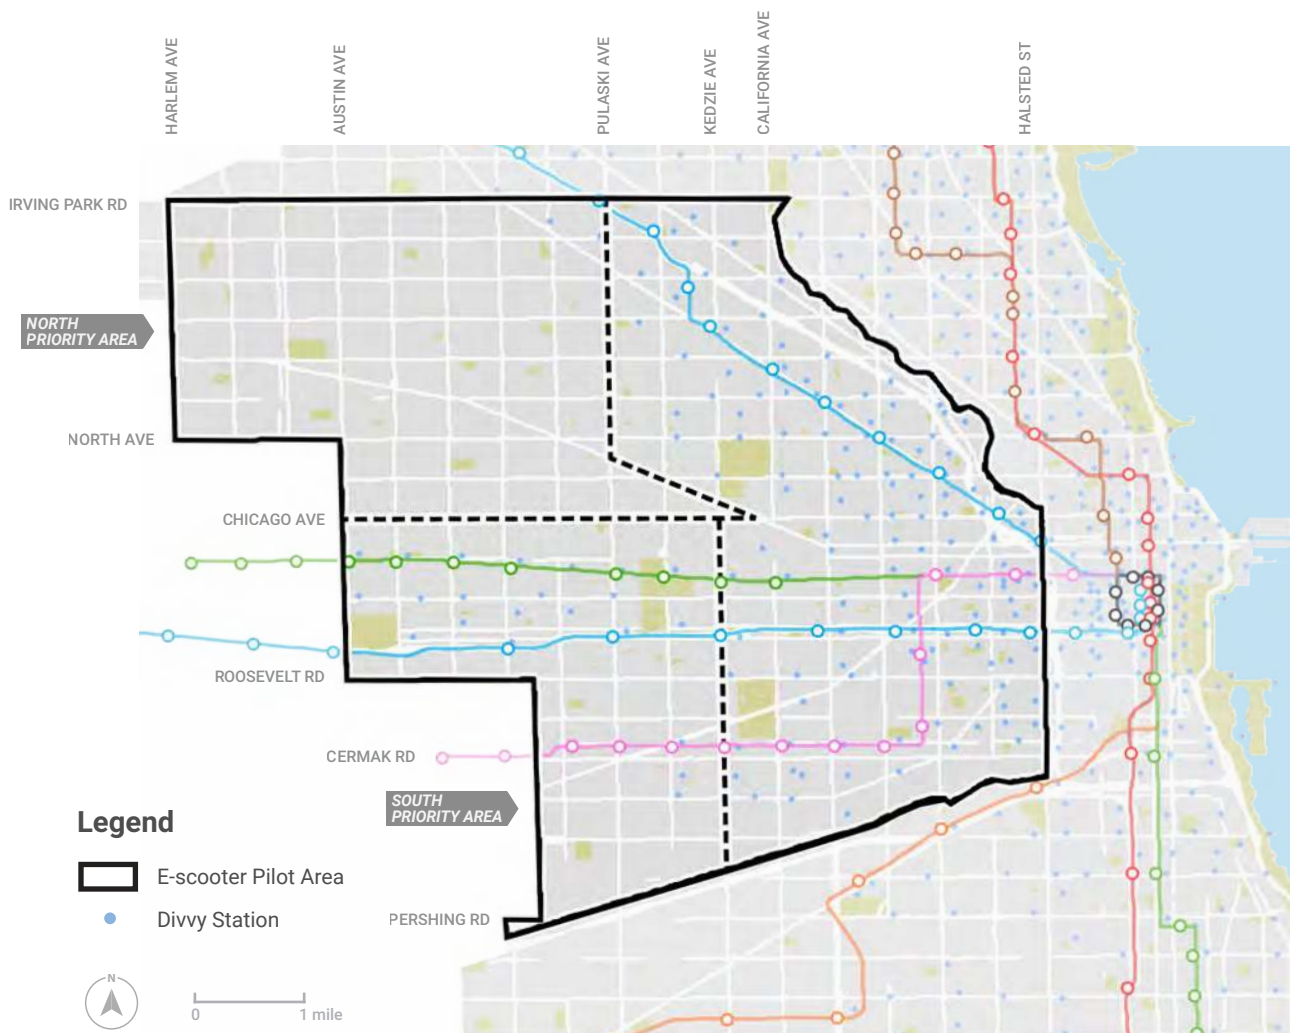 HARLEM AVE
AUSTIN AVE
PULASKI AVE
KEDZIE AVE
CALIFORNIA AVE
HALSTED ST
IRVING PARK RD
NORTH
PRIORITY AREA
NORTH AVE
CHICAGO AVE
ROOSEVELT RD
CERMAK RD
SOUTH
PRIORITY AREA
Legend
E-scooter Pilot Area
Divvy Station
PERSHING RD
N
0
1 mile